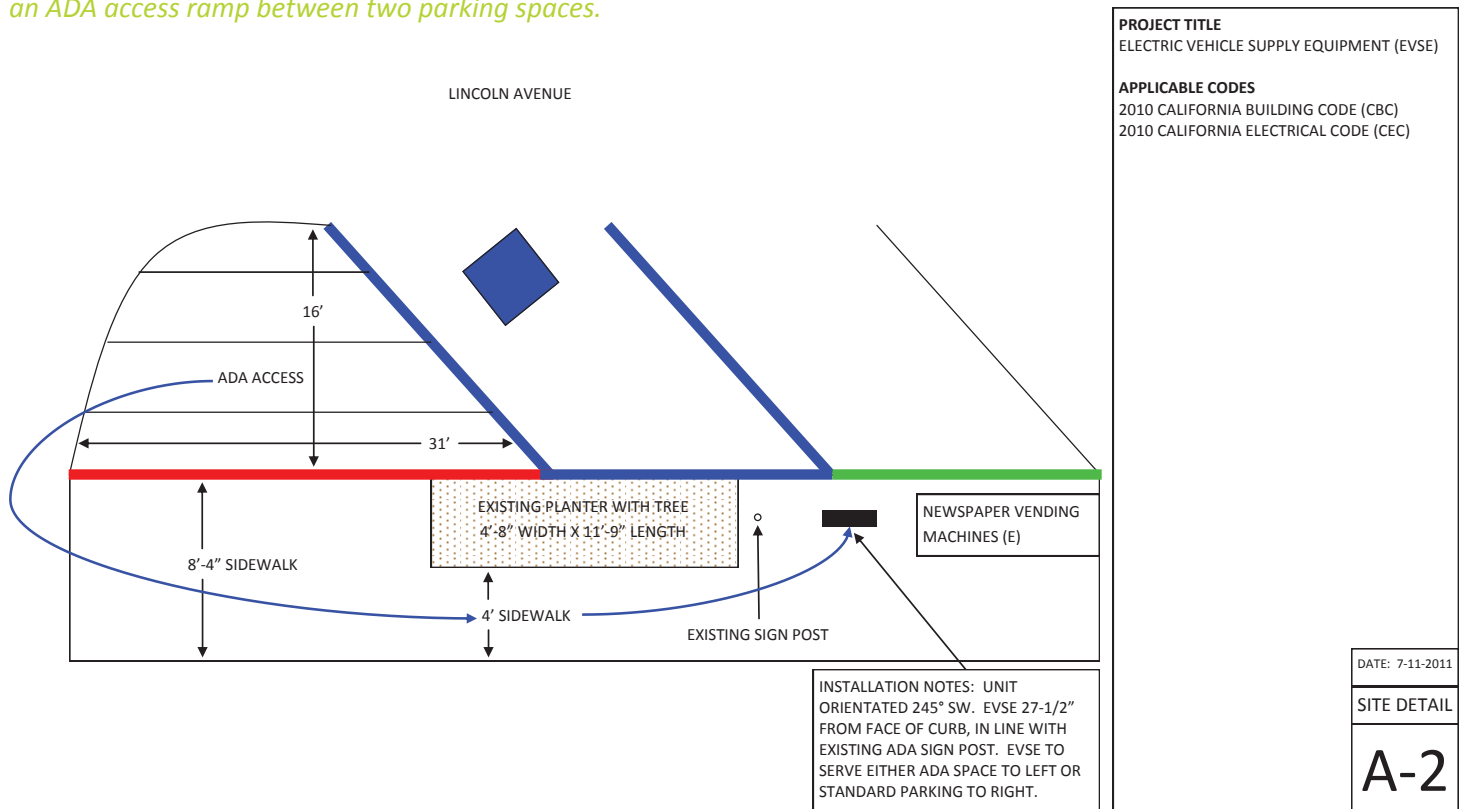 an ADA access ramp between two parking spaces.
LINCOLN AVENUE
16’
ADA ACCESS
31’
EXISTING PLANTER WITH TREE
4’-8” WIDTH X 11’-9” LENGTH
8’-4” SIDEWALK
4’ SIDEWALK
EXISTING SIGN POST
NEWSPAPER VENDING
MACHINES (E)
INSTALLATION NOTES: UNIT
ORIENTATED 245° SW. EVSE 27-1/2”
FROM FACE OF CURB, IN LINE WITH
EXISTING ADA SIGN POST. EVSE TO
SERVE EITHER ADA SPACE TO LEFT OR
STANDARD PARKING TO RIGHT.
PROJECT TITLE
ELECTRIC VEHICLE SUPPLY EQUIPMENT (EVSE)
APPLICABLE CODES
2010 CALIFORNIA BUILDING CODE (CBC)
2010 CALIFORNIA ELECTRICAL CODE (CEC)
DATE: 7-11-2011
SITE DETAIL
A-2